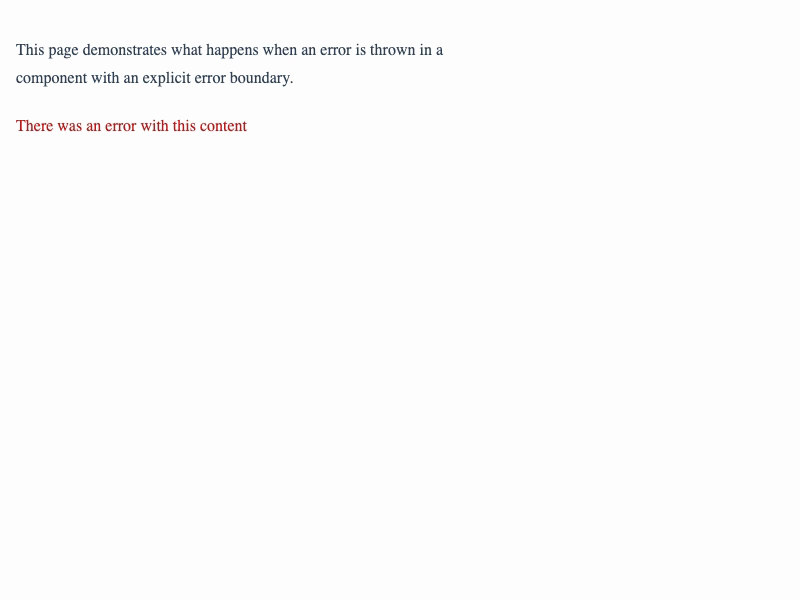 This page demonstrates what happens when an error is thrown in a
component with an explicit error boundary.
There was an error with this content